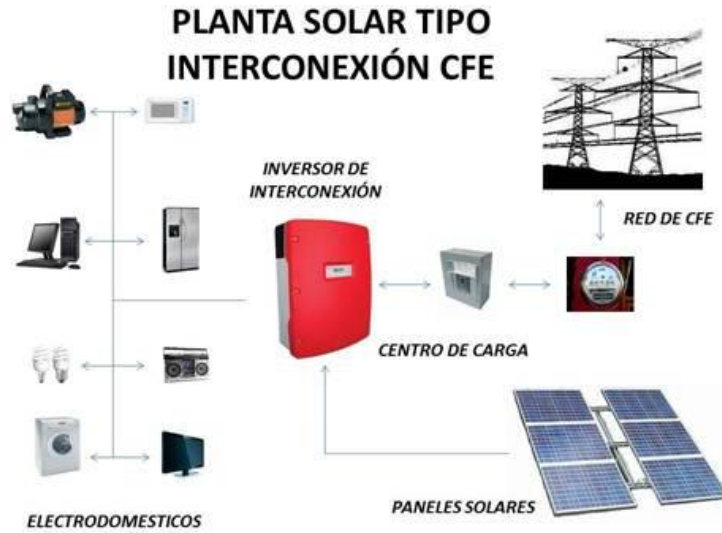 PLANTA SOLAR TIPO
INTERCONEXIÓN CFE
INVERSOR DE
INTERCONEXIÓN
RED DE CFE
CENTRO DE CARGA
PANELES SOLARES
ELECTRODOMESTICOS